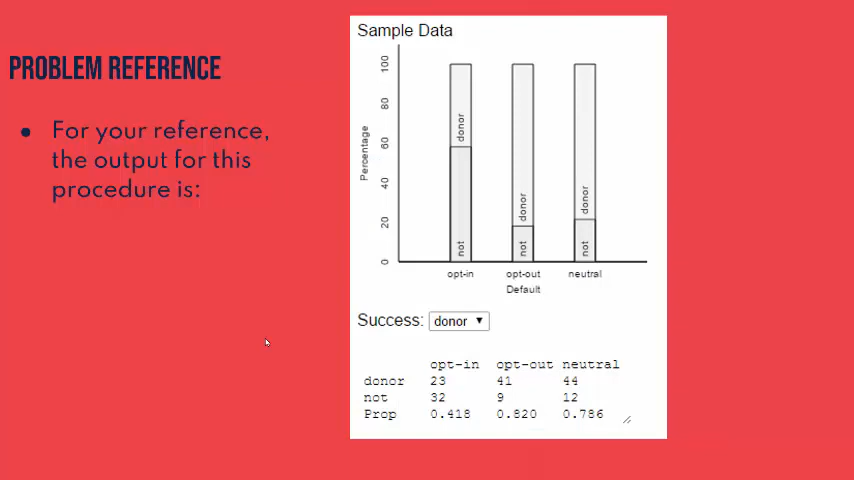 PROBLEM REFERENCE
● For your reference,
the output for this
procedure is:
Sample Data
Percentage
100
80
60
40
20
0
donor
not
donor
not
donor
not
opt-in opt-out neutral
Default
Success: donor ▼
opt-in opt-out neutral
donor 23 41 44
not 32 9 12
Prop 0.418 0.820 0.786